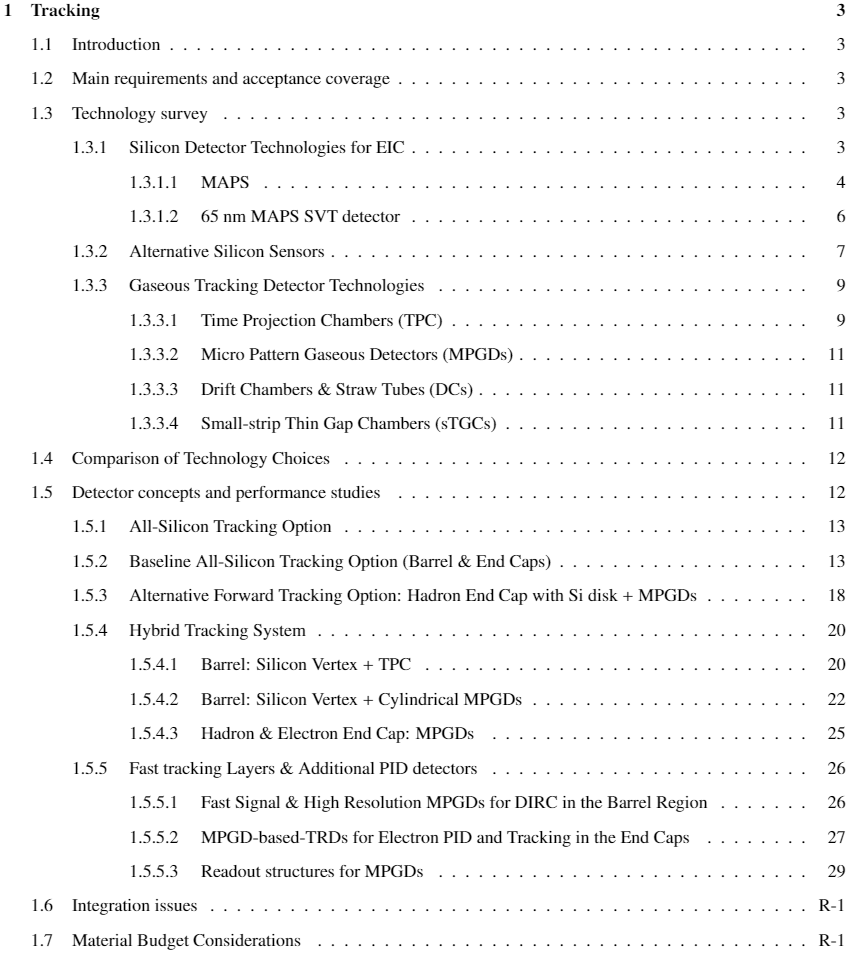 1 Tracking 3
1.1 Introduction . . . . . . . . . . . . . . . . . . . . . . . . . . . . . . . . . . . . . . . . . . . . . . . . 3
1.2 Main requirements and acceptance coverage . . . . . . . . . . . . . . . . . . . . . . . . . . . . . . . 3
1.3 Technology survey . . . . . . . . . . . . . . . . . . . . . . . . . . . . . . . . . . . . . . . . . . . . 3
1.3.1 Silicon Detector Technologies for EIC . . . . . . . . . . . . . . . . . . . . . . . . . . . . . . 3
1.3.1.1 MAPS . . . . . . . . . . . . . . . . . . . . . . . . . . . . . . . . . . . . . . . . . 4
1.3.1.2 65 nm MAPS SVT detector . . . . . . . . . . . . . . . . . . . . . . . . . . . . . . 6
1.3.2 Alternative Silicon Sensors . . . . . . . . . . . . . . . . . . . . . . . . . . . . . . . . . . . . 7
1.3.3 Gaseous Tracking Detector Technologies . . . . . . . . . . . . . . . . . . . . . . . . . . . . 9
1.3.3.1 Time Projection Chambers (TPC) . . . . . . . . . . . . . . . . . . . . . . . . . . . 9
1.3.3.2 Micro Pattern Gaseous Detectors (MPGDs) . . . . . . . . . . . . . . . . . . . . . . 11
1.3.3.3 Drift Chambers & Straw Tubes (DCs) . . . . . . . . . . . . . . . . . . . . . . . . . 11
1.3.3.4 Small-strip Thin Gap Chambers (sTGCs) . . . . . . . . . . . . . . . . . . . . . . . 11
1.4 Comparison of Technology Choices . . . . . . . . . . . . . . . . . . . . . . . . . . . . . . . . . . . 12
1.5 Detector concepts and performance studies . . . . . . . . . . . . . . . . . . . . . . . . . . . . . . . 12
1.5.1 All-Silicon Tracking Option . . . . . . . . . . . . . . . . . . . . . . . . . . . . . . . . . . . 13
1.5.2 Baseline All-Silicon Tracking Option (Barrel & End Caps) . . . . . . . . . . . . . . . . . . . 13
1.5.3 Alternative Forward Tracking Option: Hadron End Cap with Si disk + MPGDs . . . . . . . . 18
1.5.4 Hybrid Tracking System . . . . . . . . . . . . . . . . . . . . . . . . . . . . . . . . . . . . . 20
1.5.4.1 Barrel: Silicon Vertex + TPC . . . . . . . . . . . . . . . . . . . . . . . . . . . . . 20
1.5.4.2 Barrel: Silicon Vertex + Cylindrical MPGDs . . . . . . . . . . . . . . . . . . . . . 22
1.5.4.3 Hadron & Electron End Cap: MPGDs . . . . . . . . . . . . . . . . . . . . . . . . 25
1.5.5 Fast tracking Layers & Additional PID detectors . . . . . . . . . . . . . . . . . . . . . . . . 26
1.5.5.1 Fast Signal & High Resolution MPGDs for DIRC in the Barrel Region . . . . . . . 26
1.5.5.2 MPGD-based-TRDs for Electron PID and Tracking in the End Caps . . . . . . . . 27
1.5.5.3 Readout structures for MPGDs . . . . . . . . . . . . . . . . . . . . . . . . . . . . 29
1.6 Integration issues . . . . . . . . . . . . . . . . . . . . . . . . . . . . . . . . . . . . . . . . . . . . . R-1
1.7 Material Budget Considerations . . . . . . . . . . . . . . . . . . . . . . . . . . . . . . . . . . . . . R-1